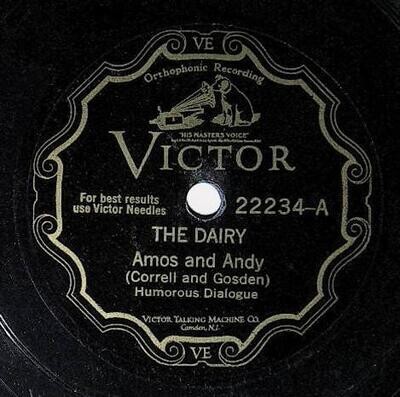 VE
Orthophonic Recording
"HIS MASTER'S VOICE"
VICTOR
For best results
use Victor Needles
22234-A
THE DAIRY
Amos and Andy
(Correll and Gosden)
Humorous Dialogue
VICTOR TALKING MACHINE CO.
Camden, N.J.
VE